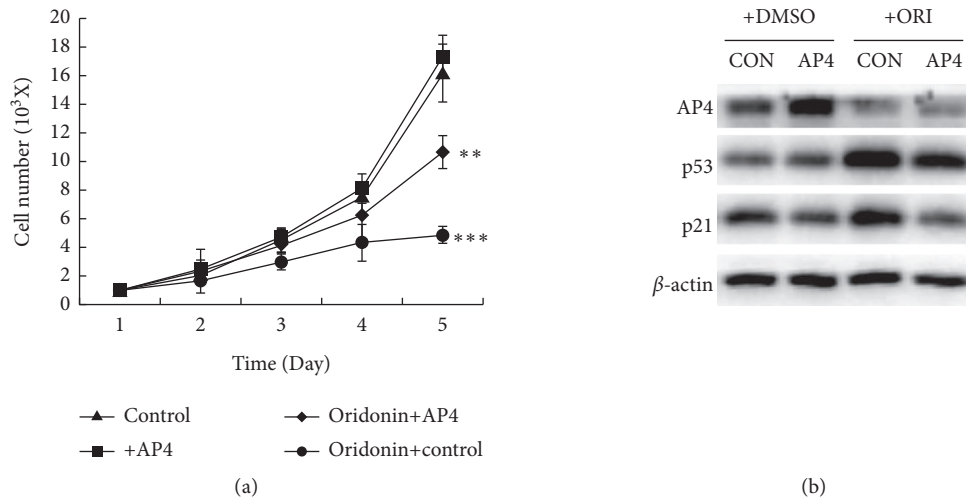 20
18
16
14
12
10
8
6
4
2
0
Cell number (10³X)
1 2 3 4 5
Time (Day)
**
***
Control
+AP4
Oridonin+AP4
Oridonin+control
(a)
+DMSO +ORI
CON AP4 CON AP4
AP4
p53
p21
β-actin
(b)